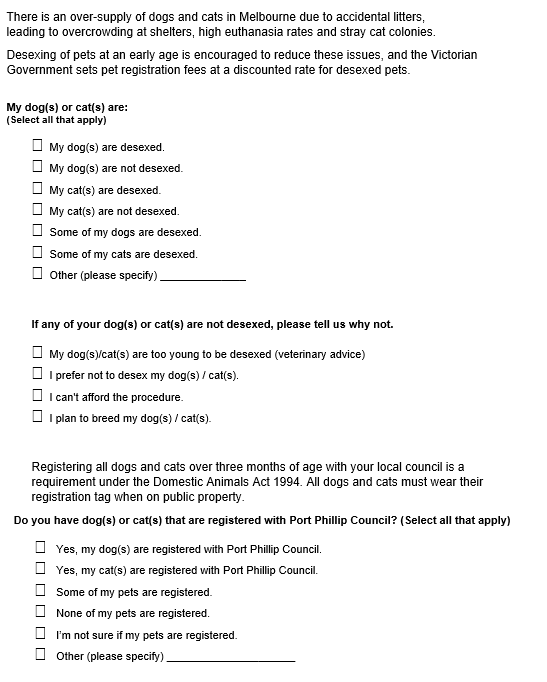 There is an over-supply of dogs and cats in Melbourne due to accidental litters,
leading to overcrowding at shelters, high euthanasia rates and stray cat colonies.
Desexing of pets at an early age is encouraged to reduce these issues, and the Victorian
Government sets pet registration fees at a discounted rate for desexed pets.
My dog(s) or cat(s) are:
(Select all that apply)
☐ My dog(s) are desexed.
☐ My dog(s) are not desexed.
☐ My cat(s) are desexed.
☐ My cat(s) are not desexed.
☐ Some of my dogs are desexed.
☐ Some of my cats are desexed.
☐ Other (please specify) ______________
If any of your dog(s) or cat(s) are not desexed, please tell us why not.
☐ My dog(s)/cat(s) are too young to be desexed (veterinary advice)
☐ I prefer not to desex my dog(s) / cat(s).
☐ I can't afford the procedure.
☐ I plan to breed my dog(s) / cat(s).
Registering all dogs and cats over three months of age with your local council is a
requirement under the Domestic Animals Act 1994. All dogs and cats must wear their
registration tag when on public property.
Do you have dog(s) or cat(s) that are registered with Port Phillip Council? (Select all that apply)
☐ Yes, my dog(s) are registered with Port Phillip Council.
☐ Yes, my cat(s) are registered with Port Phillip Council.
☐ Some of my pets are registered.
☐ None of my pets are registered.
☐ I'm not sure if my pets are registered.
☐ Other (please specify) _____________________